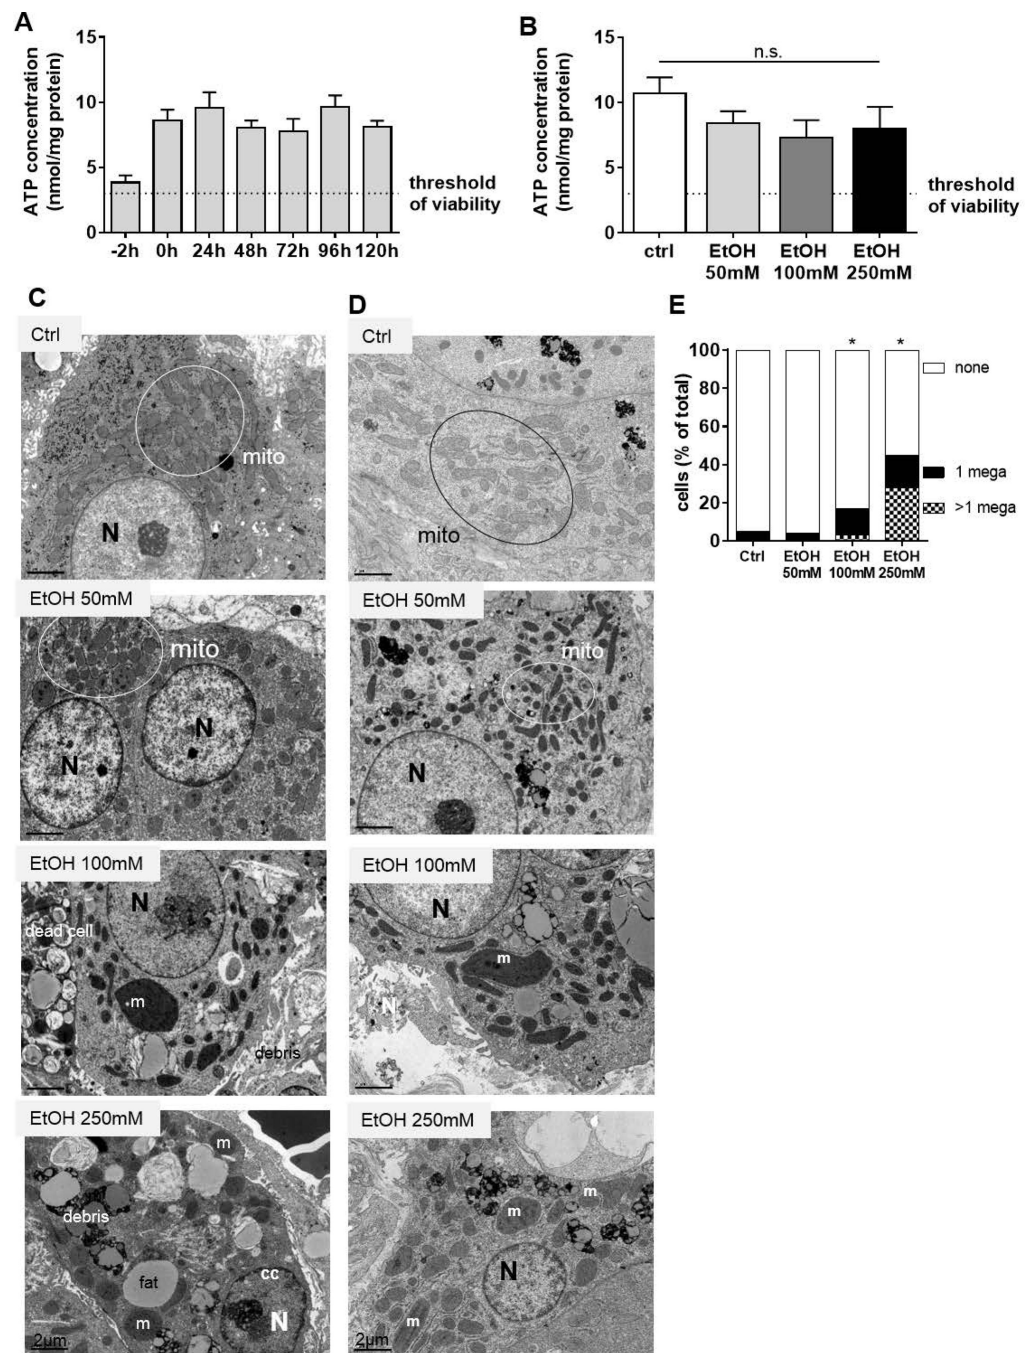 A
ATP concentration
(nmol/mg protein)
15
10
5
0
-2h 0h 24h 48h 72h 96h 120h
threshold
of viability
B
ATP concentration
(nmol/mg protein)
15
10
5
0
n.s.
ctrl EtOH EtOH EtOH
50mM 100mM 250mM
threshold
of viability
C
Ctrl
mito
N
EtOH 50mM
mito
N
N
EtOH 100mM
N
dead cell
m
debris
EtOH 250mM
m
debris
fat
cc
N
m
2µm
D
Ctrl
mito
EtOH 50mM
mito
N
EtOH 100mM
N
m
N
EtOH 250mM
m
m
N
m
2µm
E
cells (% of total)
100
80
60
40
20
0
* *
Ctrl EtOH EtOH EtOH
50mM 100mM 250mM
none
1 mega
>1 mega